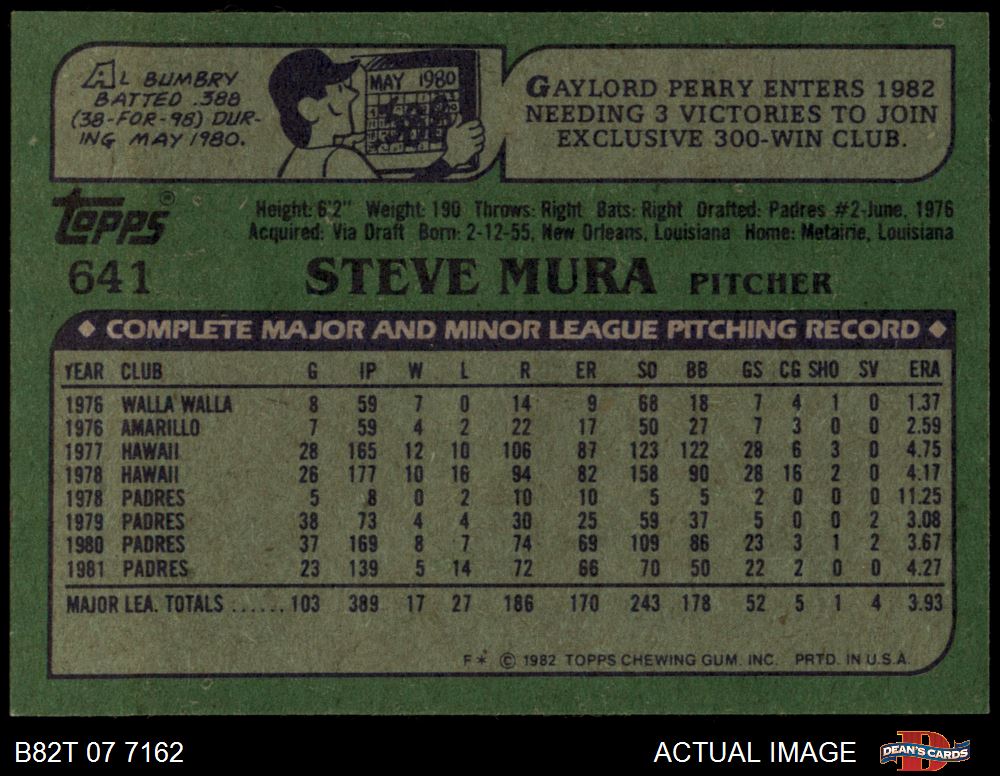 AL BUMBRY
BATTED .388
(38-FOR-98) DUR-
ING MAY 1980.
MAY 1980
GAYLORD PERRY ENTERS 1982
NEEDING 3 VICTORIES TO JOIN
EXCLUSIVE 300-WIN CLUB.
Topps®
Height: 6'2" Weight: 190 Throws: Right Bats: Right Drafted: Padres #2-June, 1976
Acquired: Via Draft Born: 2-12-55, New Orleans, Louisiana Home: Metairie, Louisiana
641 STEVE MURA PITCHER
◆ COMPLETE MAJOR AND MINOR LEAGUE PITCHING RECORD ◆
YEAR CLUB G IP W L R ER SO BB GS CG SHO SV ERA
1976 WALLA WALLA 8 59 7 0 14 9 68 18 7 4 1 0 1.37
1976 AMARILLO 7 59 4 2 22 17 50 27 7 3 0 0 2.59
1977 HAWAII 28 165 12 10 106 87 123 122 28 6 3 0 4.75
1978 HAWAII 26 177 10 16 94 82 158 90 28 16 2 0 4.17
1978 PADRES 5 8 0 2 10 10 5 5 2 0 0 0 11.25
1979 PADRES 38 73 4 4 30 25 59 37 5 0 0 2 3.08
1980 PADRES 37 169 8 7 74 69 109 86 23 3 1 2 3.67
1981 PADRES 23 139 5 14 72 66 70 50 22 2 0 0 4.27
MAJOR LEA. TOTALS ...... 103 389 17 27 186 170 243 178 52 5 1 4 3.93
F* © 1982 TOPPS CHEWING GUM, INC. PRTD. IN U.S.A.
B82T 07 7162
ACTUAL IMAGE
DEAN'S CARDS